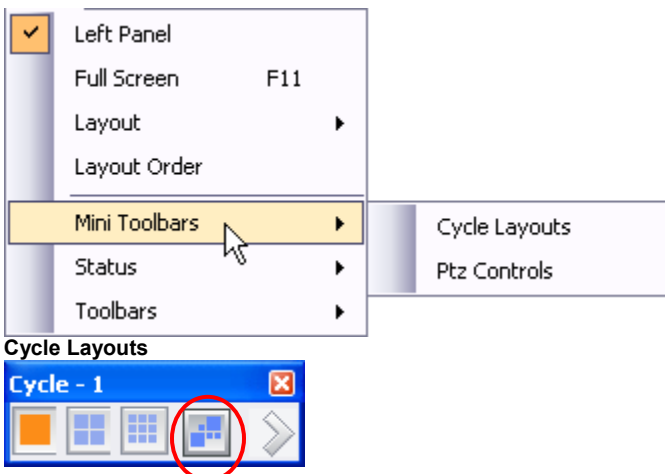 Left Panel
Full Screen F11
Layout
Layout Order
Mini Toolbars
Cycle Layouts
Status
Ptz Controls
Toolbars
Cycle Layouts
Cycle - 1